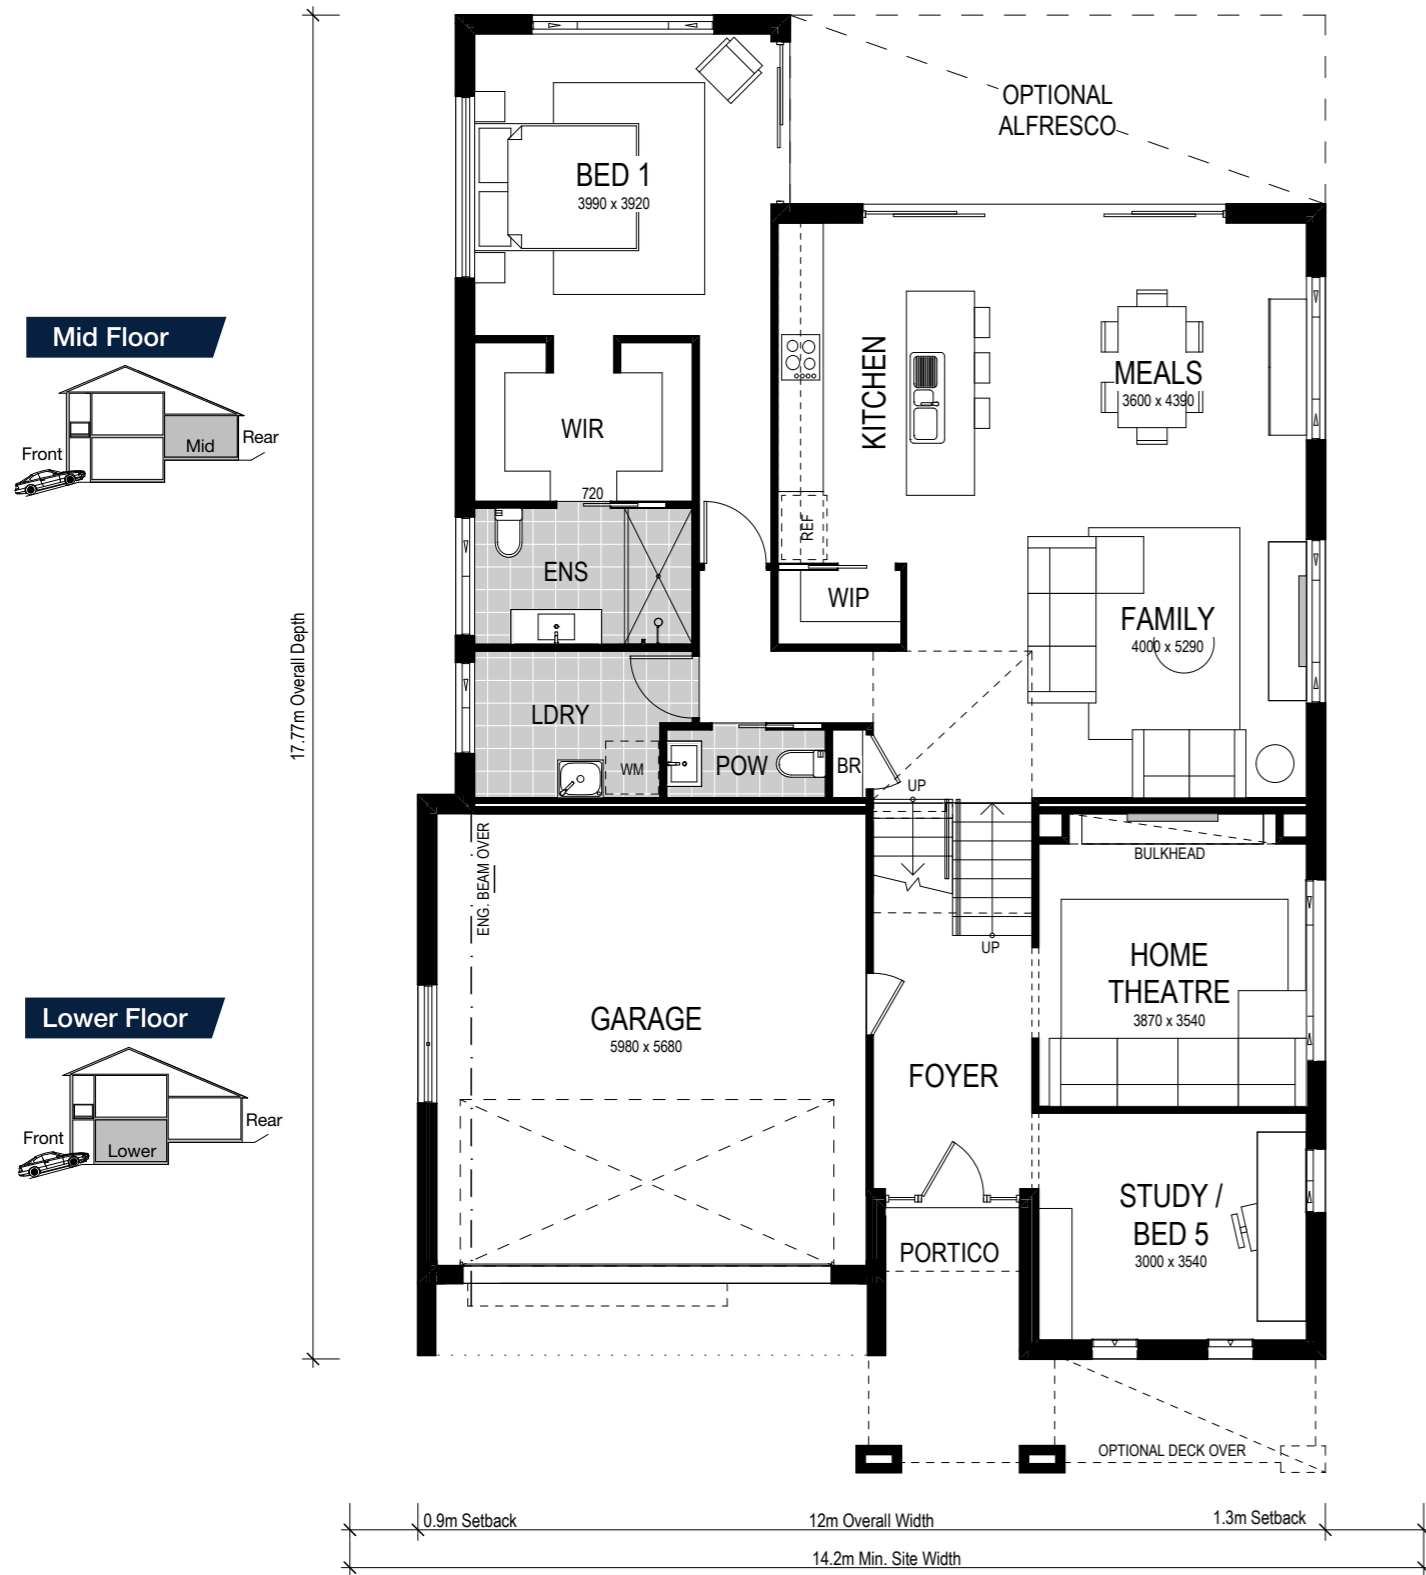 OPTIONAL
ALFRESCO
BED 1
3990 x 3920
Mid Floor
Front
Mid
Rear
WIR
720
KITCHEN
MEALS
3600 x 4390
REF
ENS
WIP
FAMILY
4000 x 5290
17.77m Overall Depth
LDRY
WM
POW
BR
UP
ENG. BEAM OVER
BULKHEAD
UP
HOME
THEATRE
3870 x 3540
Lower Floor
Front
Lower
Rear
GARAGE
5980 x 5680
FOYER
STUDY /
BED 5
3000 x 3540
PORTICO
OPTIONAL DECK OVER
0.9m Setback
12m Overall Width
1.3m Setback
14.2m Min. Site Width